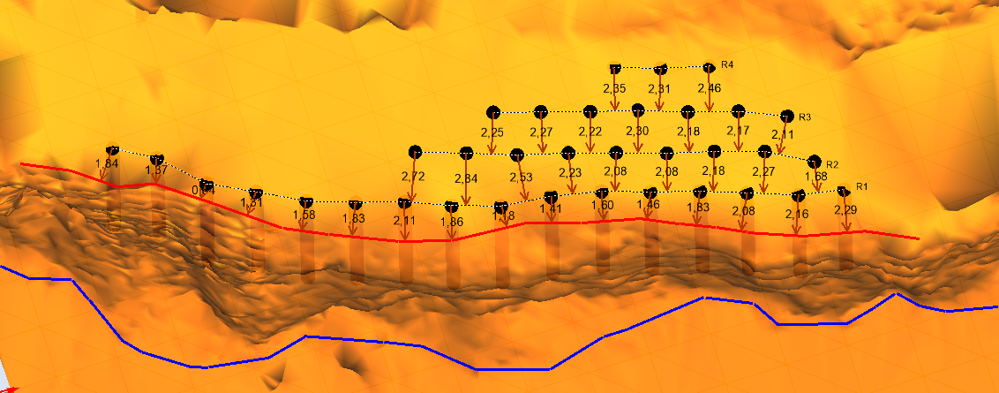 R4
2,35 2,31 2,46
R3
2,25 2,27 2,22 2,30 2,18 2,17 2,11
R2
2,72 2,84 2,53 2,23 2,08 2,08 2,18 2,27 1,68
R1
1,84 1,37 1,31 1,58 1,83 2,11 1,86 1,41 1,60 1,46 1,83 2,08 2,16 2,29